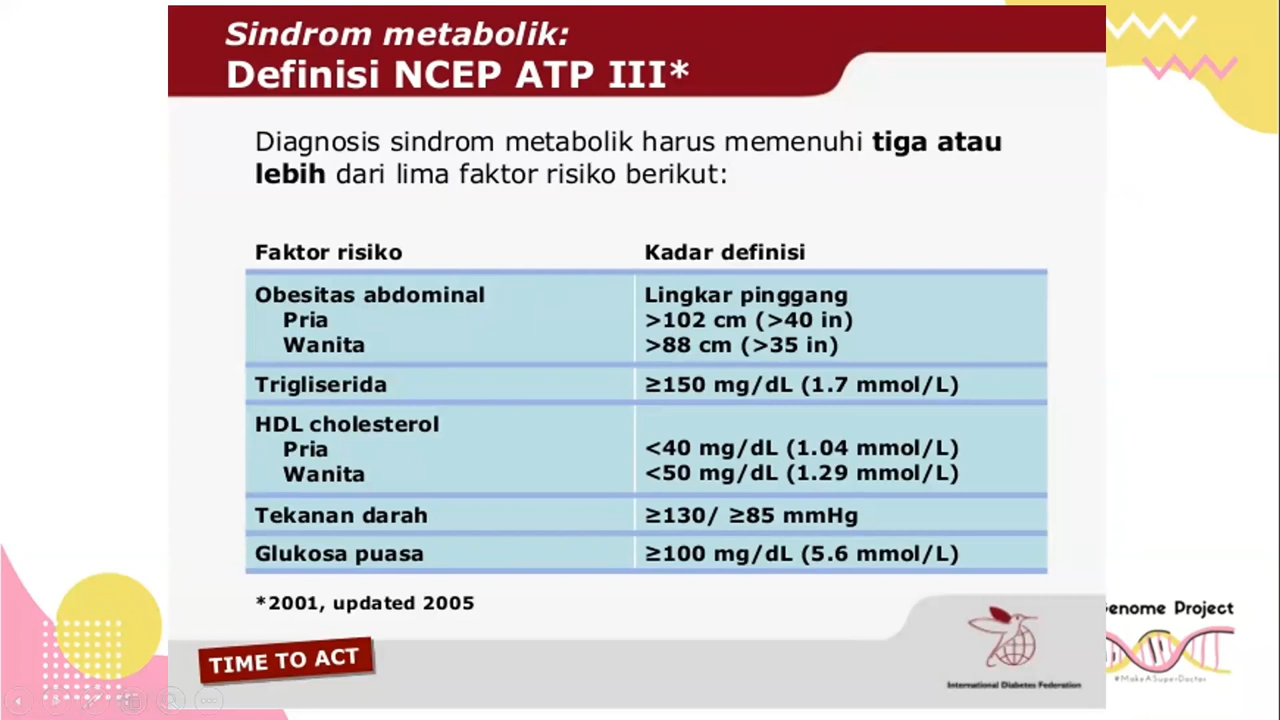 Sindrom metabolik:
Definisi NCEP ATP III*
Diagnosis sindrom metabolik harus memenuhi tiga atau
lebih dari lima faktor risiko berikut:
Faktor risiko Kadar definisi
Obesitas abdominal Lingkar pinggang
Pria >102 cm (>40 in)
Wanita >88 cm (>35 in)
Trigliserida ≥150 mg/dL (1.7 mmol/L)
HDL cholesterol
Pria <40 mg/dL (1.04 mmol/L)
Wanita <50 mg/dL (1.29 mmol/L)
Tekanan darah ≥130/ ≥85 mmHg
Glukosa puasa ≥100 mg/dL (5.6 mmol/L)
*2001, updated 2005
TIME TO ACT
International Diabetes Federation
Genome Project
#MakeASuperDoctor